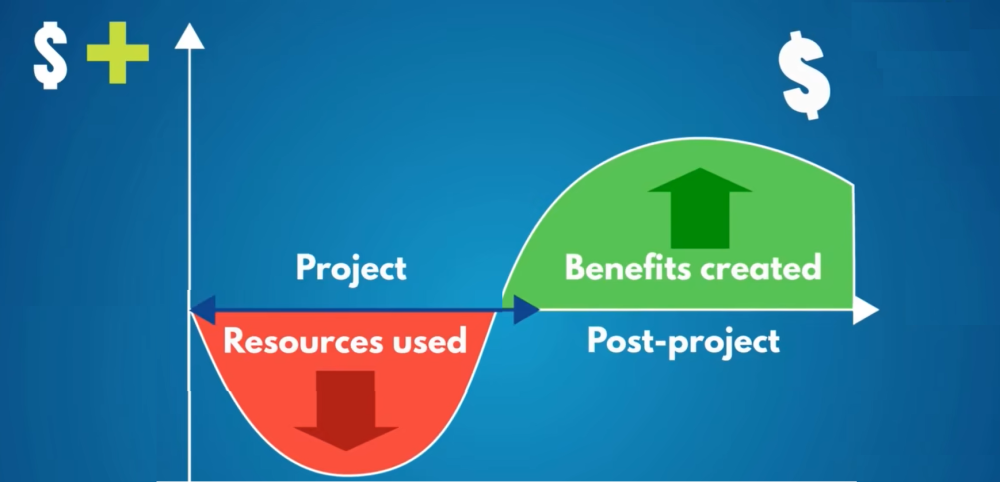 $ +
$
Project
Benefits created
Resources used
Post-project